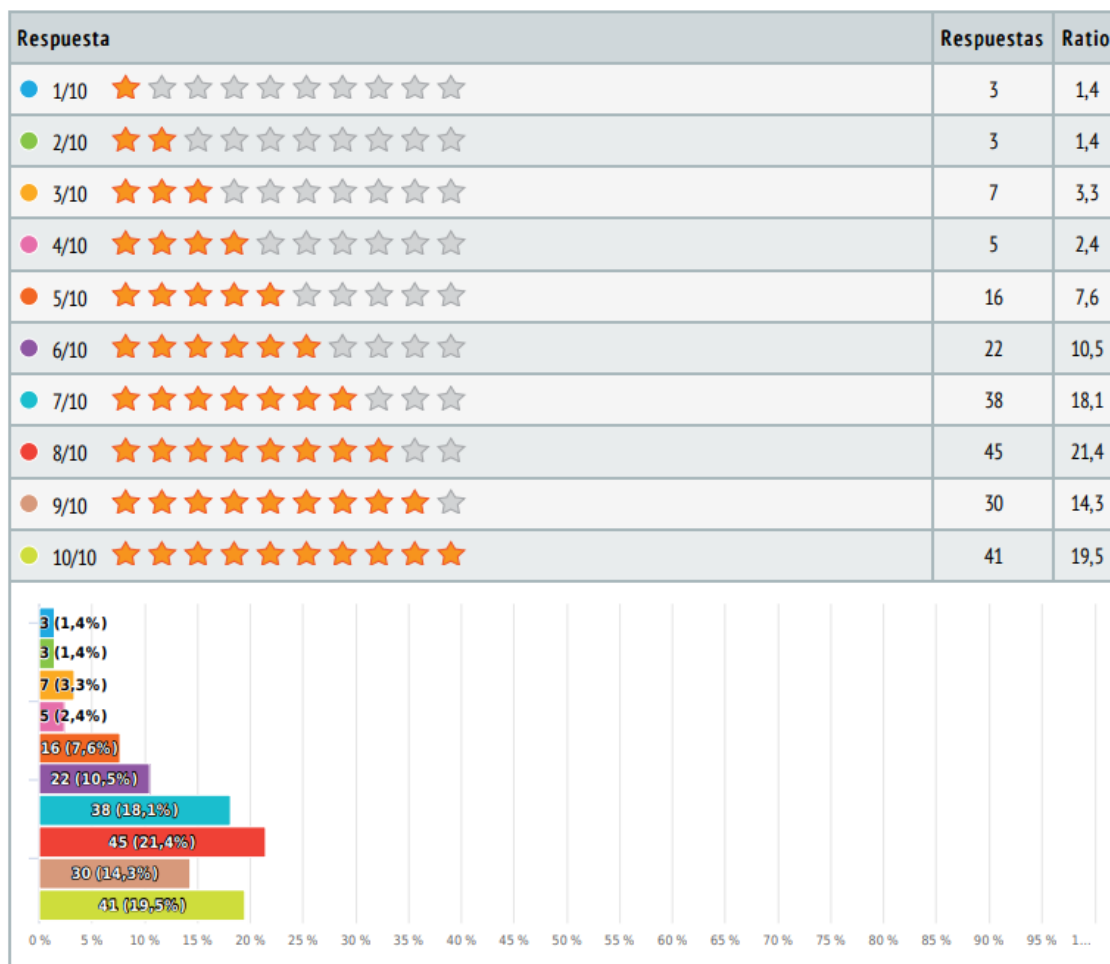 Respuesta Respuestas Ratio
1/10 3 1,4
2/10 3 1,4
3/10 7 3,3
4/10 5 2,4
5/10 16 7,6
6/10 22 10,5
7/10 38 18,1
8/10 45 21,4
9/10 30 14,3
10/10 41 19,5
3 (1,4%)
3 (1,4%)
7 (3,3%)
5 (2,4%)
16 (7,6%)
22 (10,5%)
38 (18,1%)
45 (21,4%)
30 (14,3%)
41 (19,5%)
0 % 5 % 10 % 15 % 20 % 25 % 30 % 35 % 40 % 45 % 50 % 55 % 60 % 65 % 70 % 75 % 80 % 85 % 90 % 95 % 1...